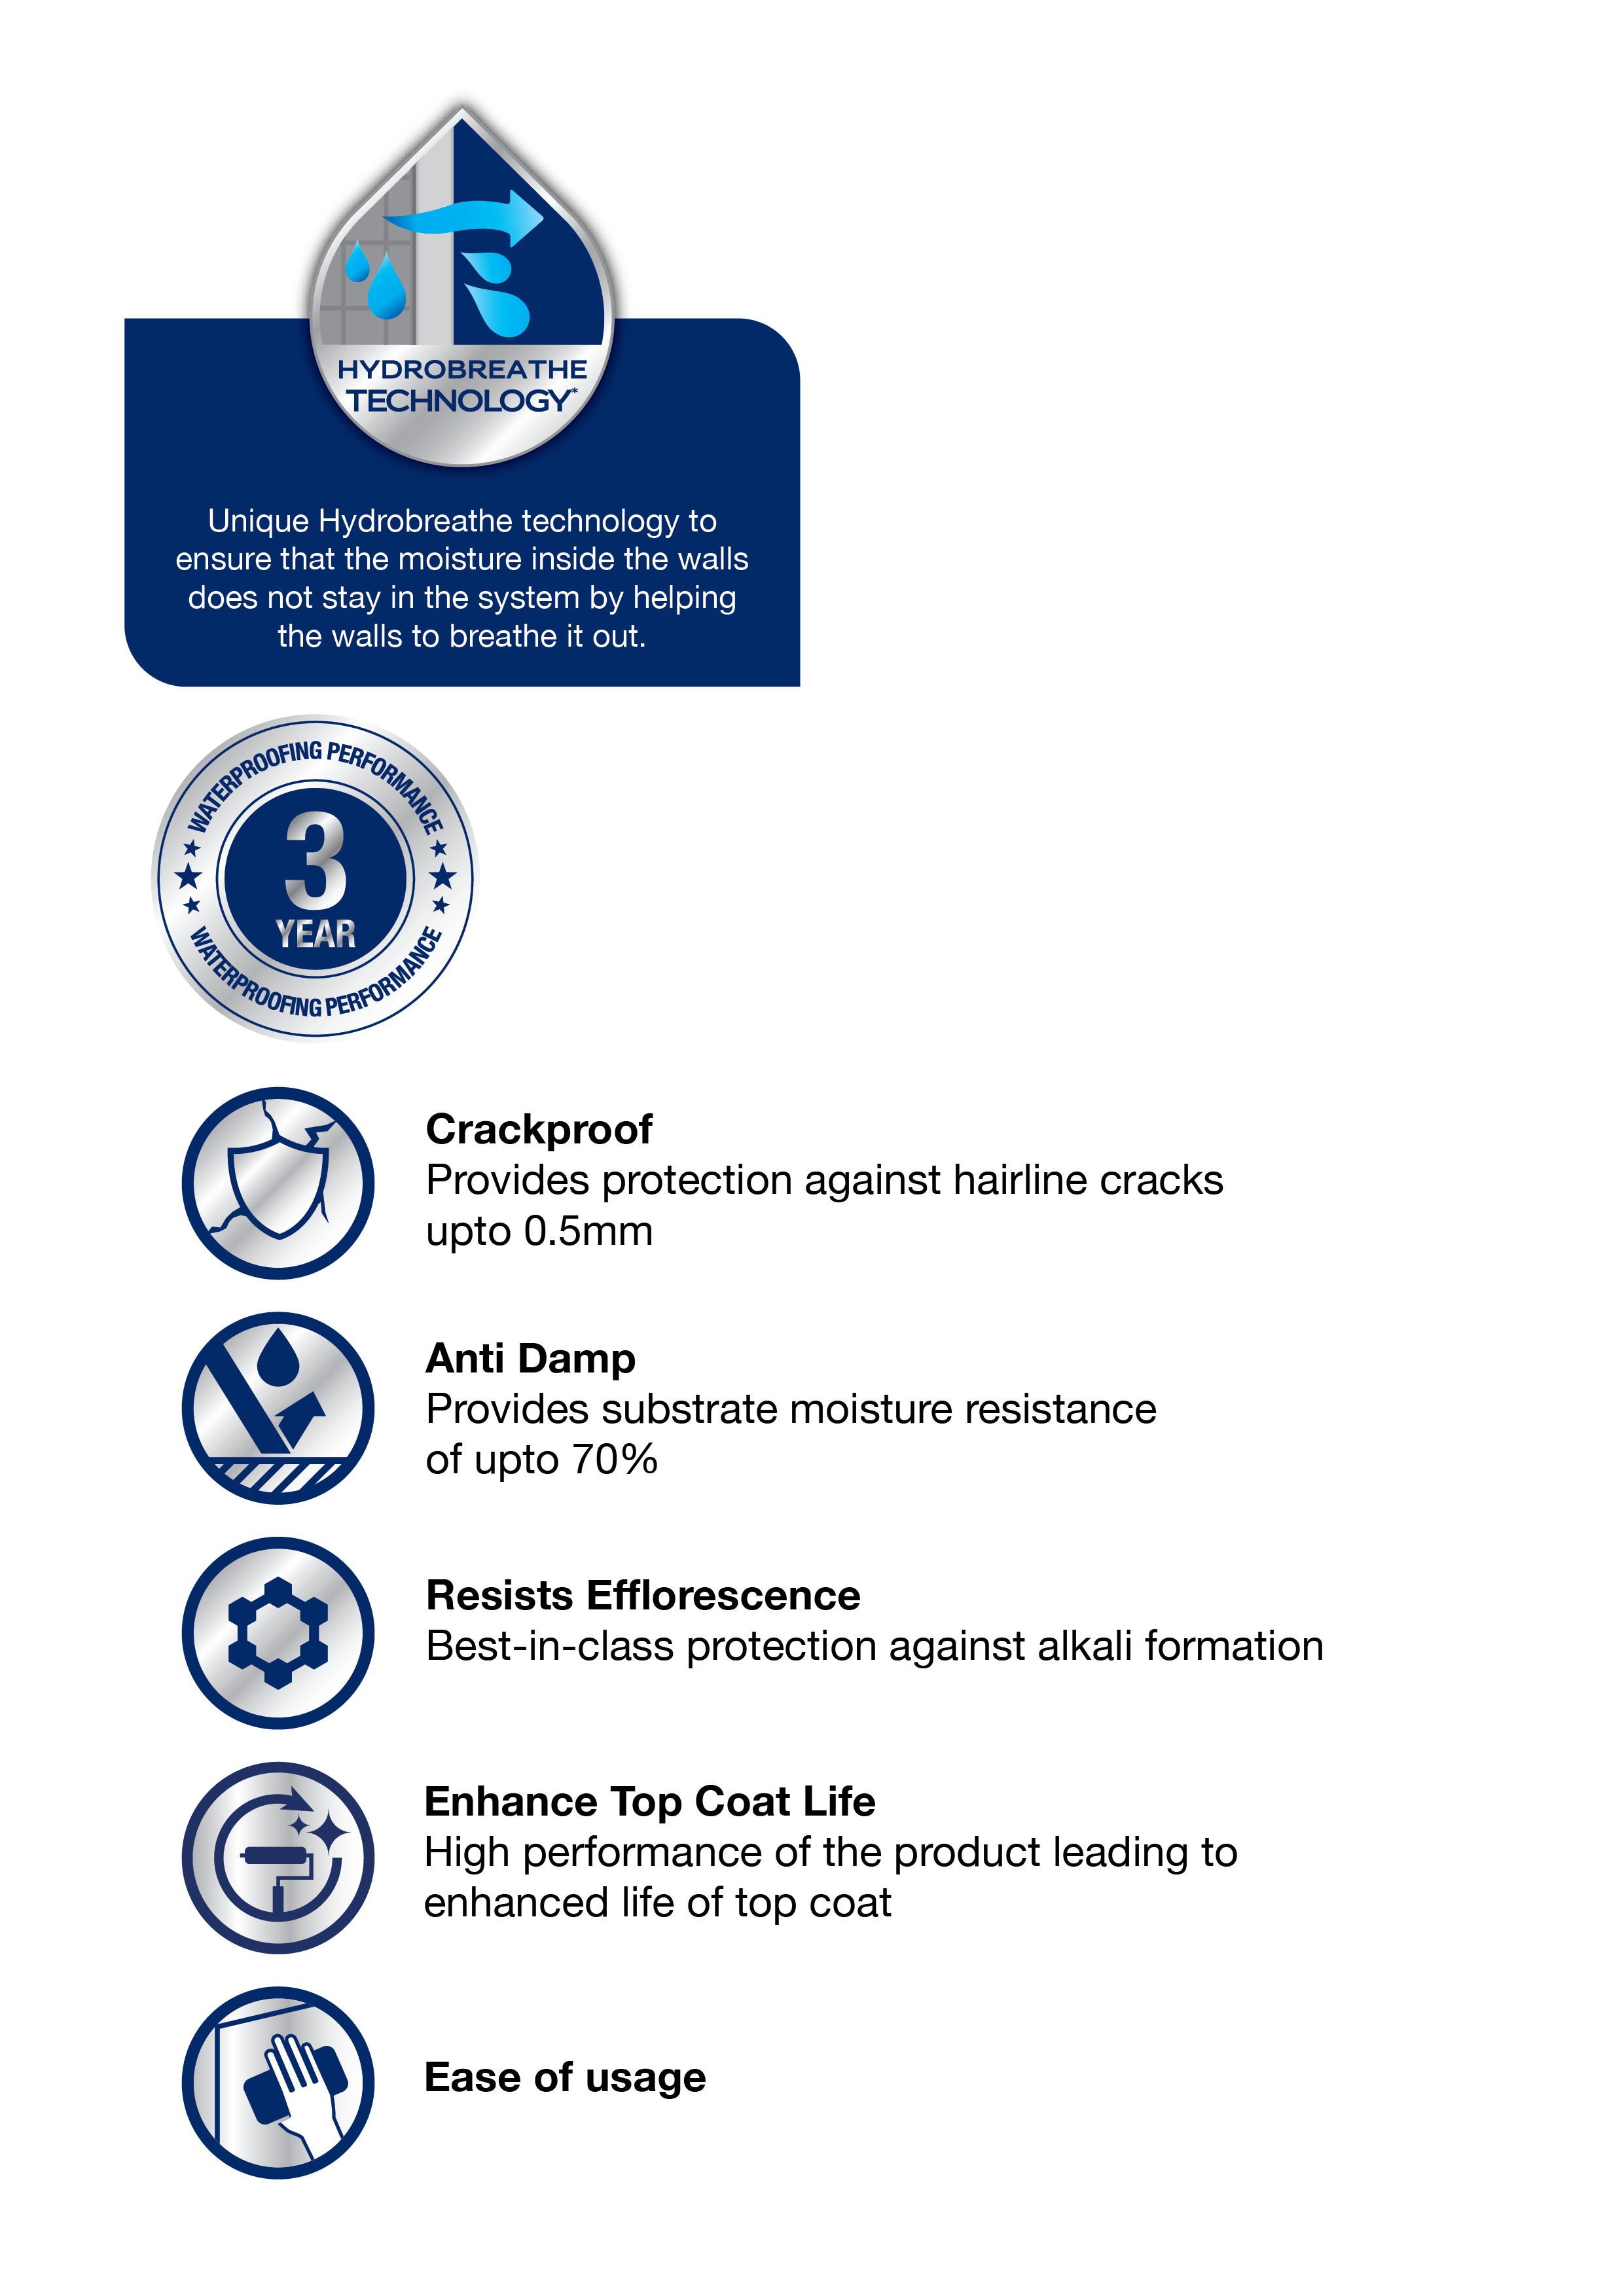 HYDROBREATHE
TECHNOLOGY*
Unique Hydrobreathe technology to
ensure that the moisture inside the walls
does not stay in the system by helping
the walls to breathe it out.
WATERPROOFING PERFORMANCE
3
YEAR
WATERPROOFING PERFORMANCE
Crackproof
Provides protection against hairline cracks
upto 0.5mm
Anti Damp
Provides substrate moisture resistance
of upto 70%
Resists Efflorescence
Best-in-class protection against alkali formation
Enhance Top Coat Life
High performance of the product leading to
enhanced life of top coat
Ease of usage